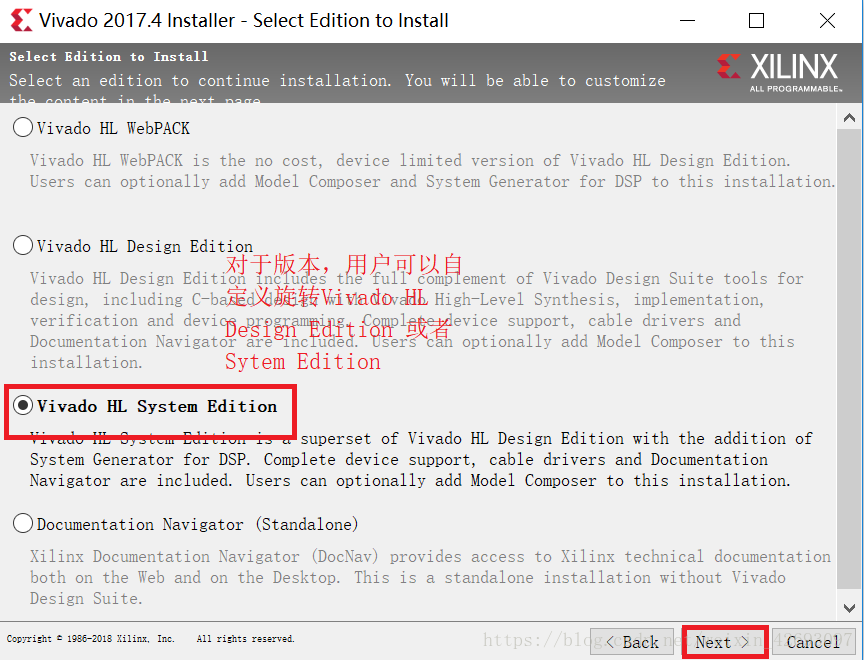 Vivado 2017.4 Installer - Select Edition to Install
Select Edition to Install
Select an edition to continue installation. You will be able to customize
the content in the next page.
XILINX
ALL PROGRAMMABLE™
Vivado HL WebPACK
Vivado HL WebPACK is the no cost, device limited version of Vivado HL Design Edition.
Users can optionally add Model Composer and System Generator for DSP to this installation.
Vivado HL Design Edition
Vivado HL Design Edition includes the full complement of Vivado Design Suite tools for
design, including C-based design with Vivado High-Level Synthesis, implementation,
verification and device programming. Complete device support, cable drivers and
Documentation Navigator are included. Users can optionally add Model Composer to this
installation.
对于版本，用户可以自
定义旋转Vivado HL
Design Edition 或者
Sytem Edition
Vivado HL System Edition
Vivado HL System Edition is a superset of Vivado HL Design Edition with the addition of
System Generator for DSP. Complete device support, cable drivers and Documentation
Navigator are included. Users can optionally add Model Composer to this installation.
Documentation Navigator (Standalone)
Xilinx Documentation Navigator (DocNav) provides access to Xilinx technical documentation
both on the Web and on the Desktop. This is a standalone installation without Vivado
Design Suite.
Copyright © 1986-2018 Xilinx, Inc. All rights reserved.
< Back
Next >
Cancel